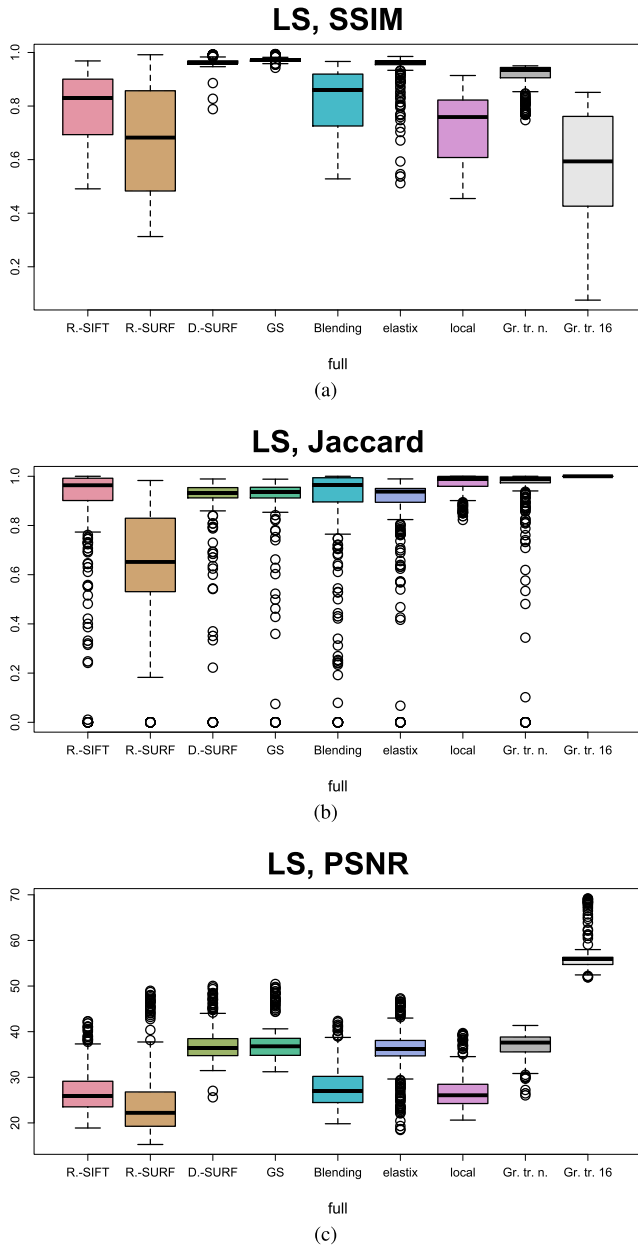 LS, SSIM
1.0
0.8
0.6
0.4
0.2
R.-SIFT R.-SURF D.-SURF GS Blending elastix local Gr. tr. n. Gr. tr. 16
full
(a)
LS, Jaccard
1.0
0.8
0.6
0.4
0.2
0.0
R.-SIFT R.-SURF D.-SURF GS Blending elastix local Gr. tr. n. Gr. tr. 16
full
(b)
LS, PSNR
70
60
50
40
30
20
R.-SIFT R.-SURF D.-SURF GS Blending elastix local Gr. tr. n. Gr. tr. 16
full
(c)